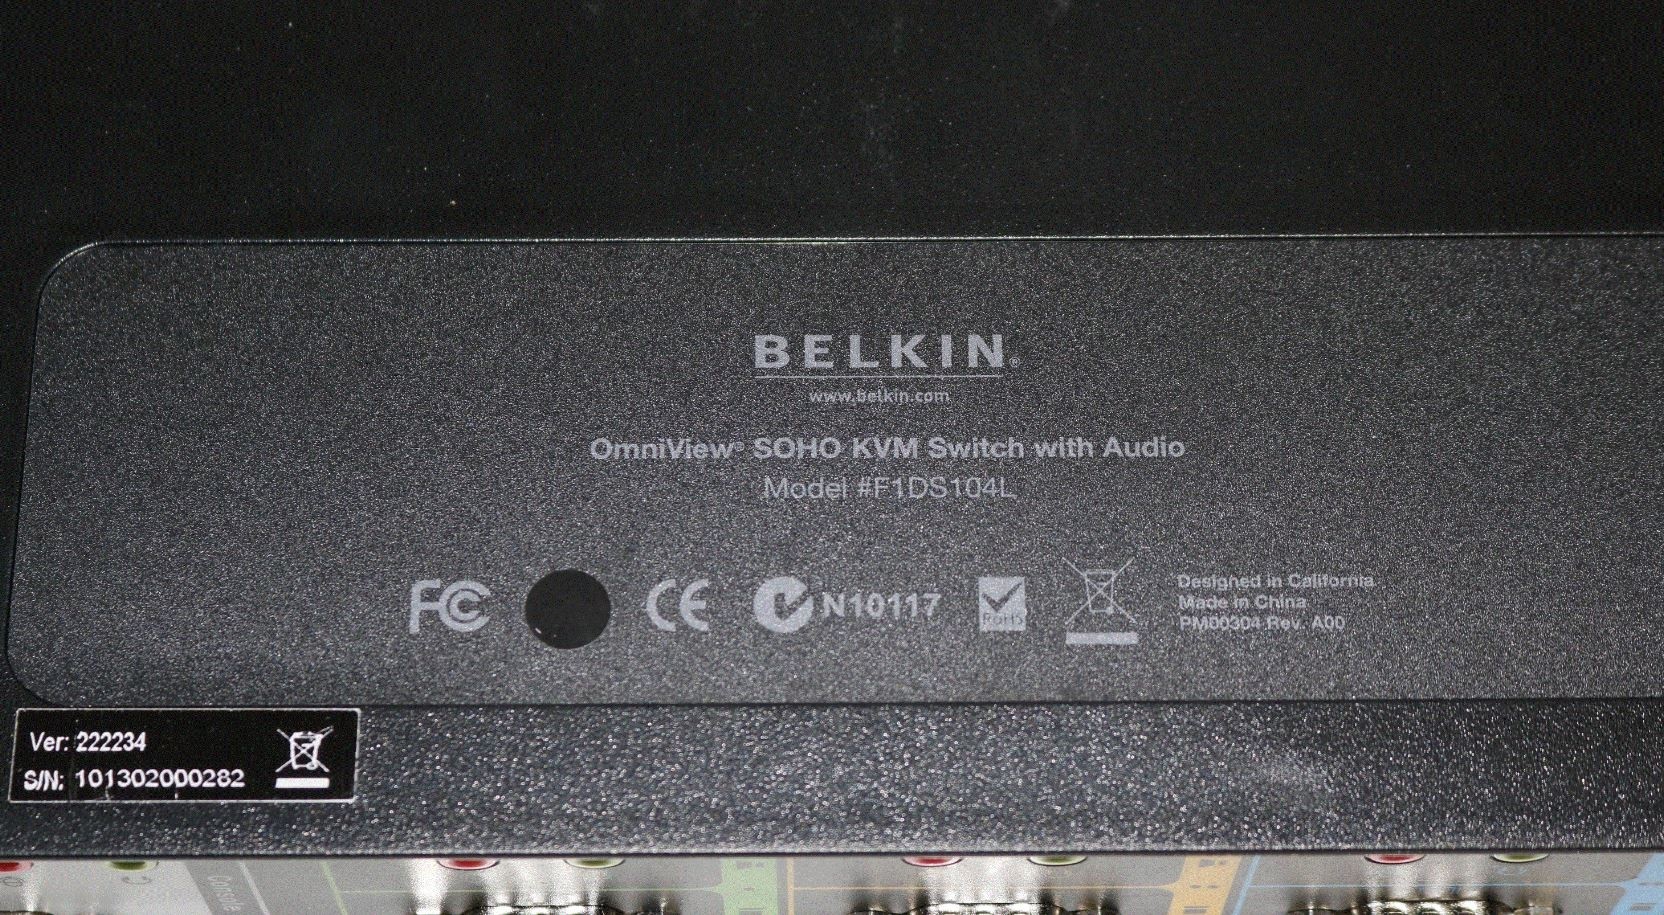 BELKIN®
www.belkin.com
OmniView® SOHO KVM Switch with Audio
Model #F1DS104L
FC CE N10117 RoHS
Designed in California
Made in China
PM00304 Rev. A00
Ver: 222234
S/N: 101302000282
Console